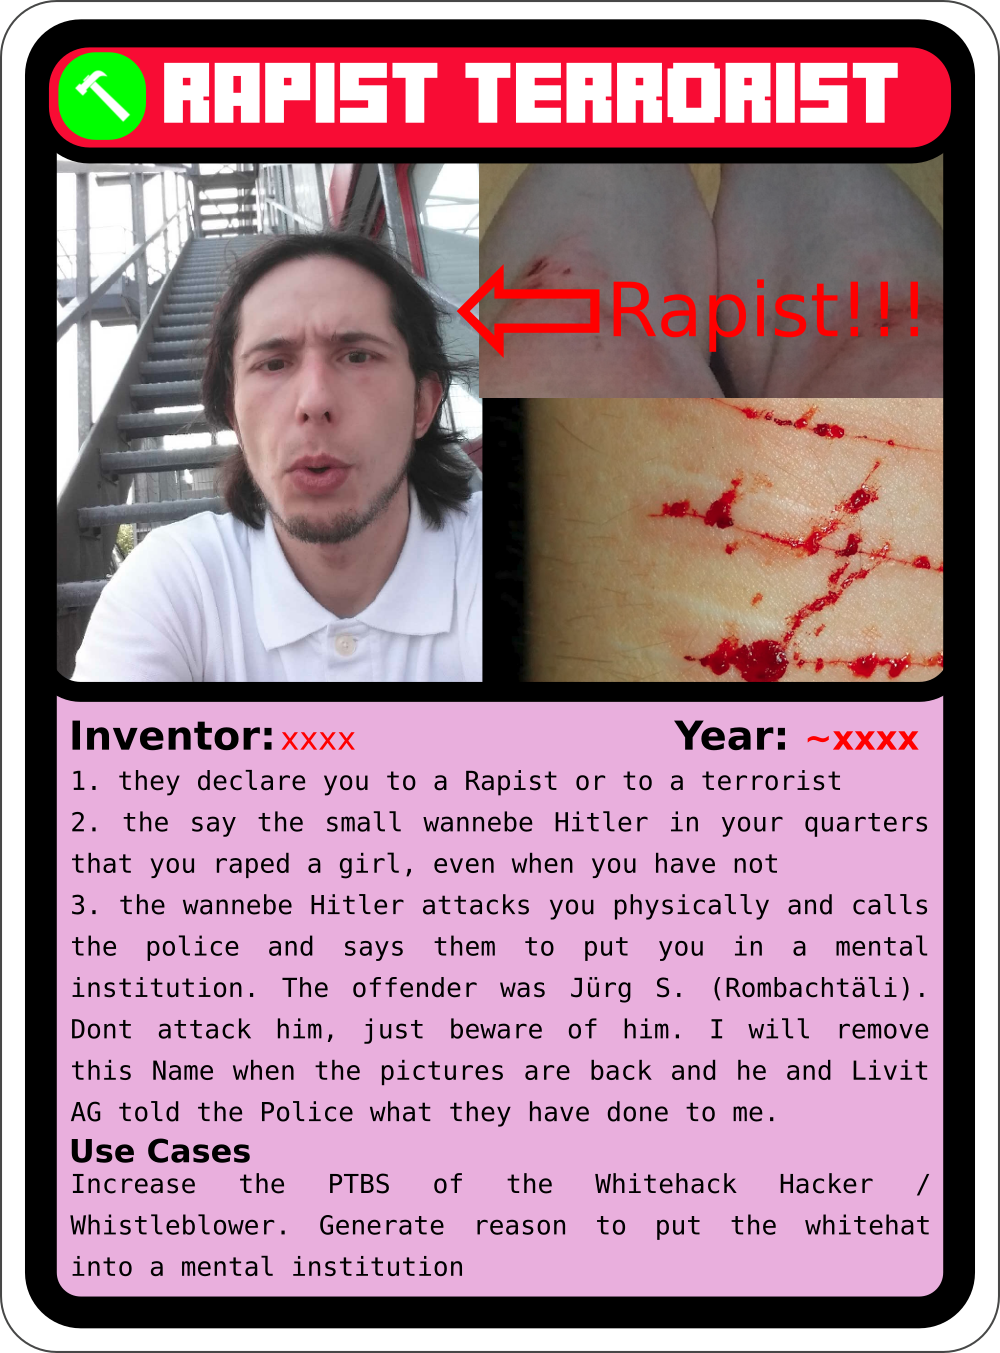 RAPIST TERRORIST
Rapist!!!
Inventor: xxxx Year: ~xxxx
1. they declare you to a Rapist or to a terrorist
2. the say the small wannebe Hitler in your quarters
that you raped a girl, even when you have not
3. the wannebe Hitler attacks you physically and calls
the police and says them to put you in a mental
institution. The offender was Jürg S. (Rombachtäli).
Dont attack him, just beware of him. I will remove
this Name when the pictures are back and he and Livit
AG told the Police what they have done to me.
Use Cases
Increase the PTBS of the Whitehack Hacker /
Whistleblower. Generate reason to put the whitehat
into a mental institution